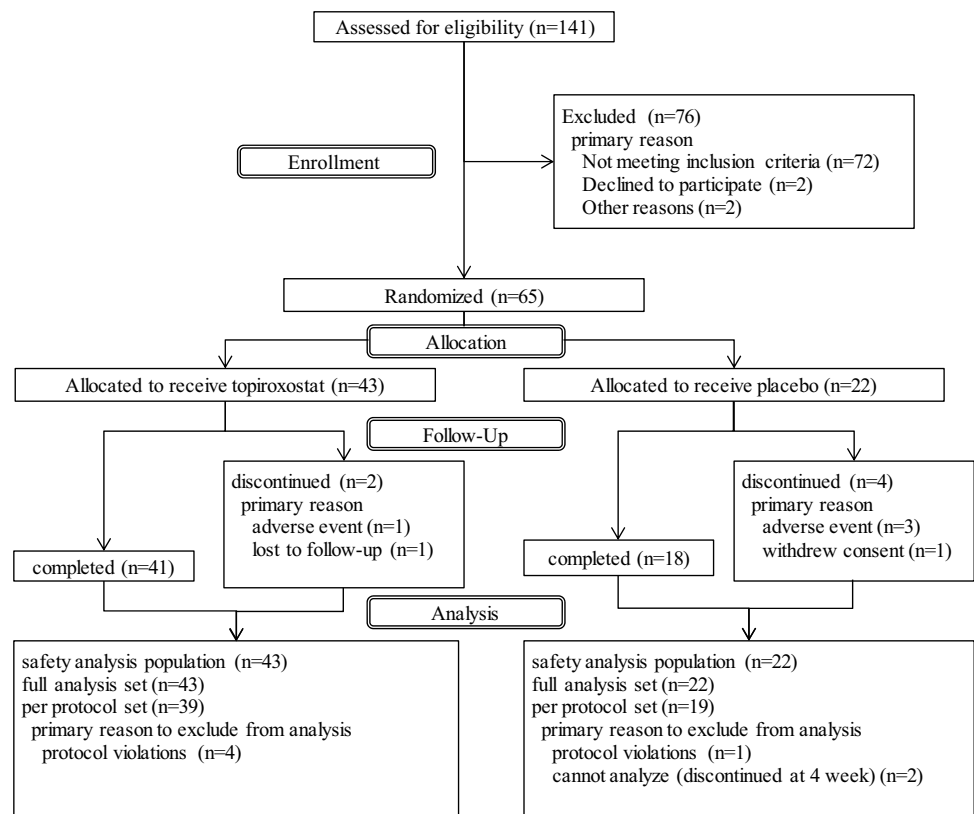 Assessed for eligibility (n=141)
Excluded (n=76)
primary reason
Not meeting inclusion criteria (n=72)
Declined to participate (n=2)
Other reasons (n=2)
Enrollment
Randomized (n=65)
Allocation
Allocated to receive topiroxostat (n=43)
Allocated to receive placebo (n=22)
Follow-Up
discontinued (n=2)
primary reason
adverse event (n=1)
lost to follow-up (n=1)
completed (n=41)
discontinued (n=4)
primary reason
adverse event (n=3)
withdrew consent (n=1)
completed (n=18)
Analysis
safety analysis population (n=43)
full analysis set (n=43)
per protocol set (n=39)
primary reason to exclude from analysis
protocol violations (n=4)
safety analysis population (n=22)
full analysis set (n=22)
per protocol set (n=19)
primary reason to exclude from analysis
protocol violations (n=1)
cannot analyze (discontinued at 4 week) (n=2)